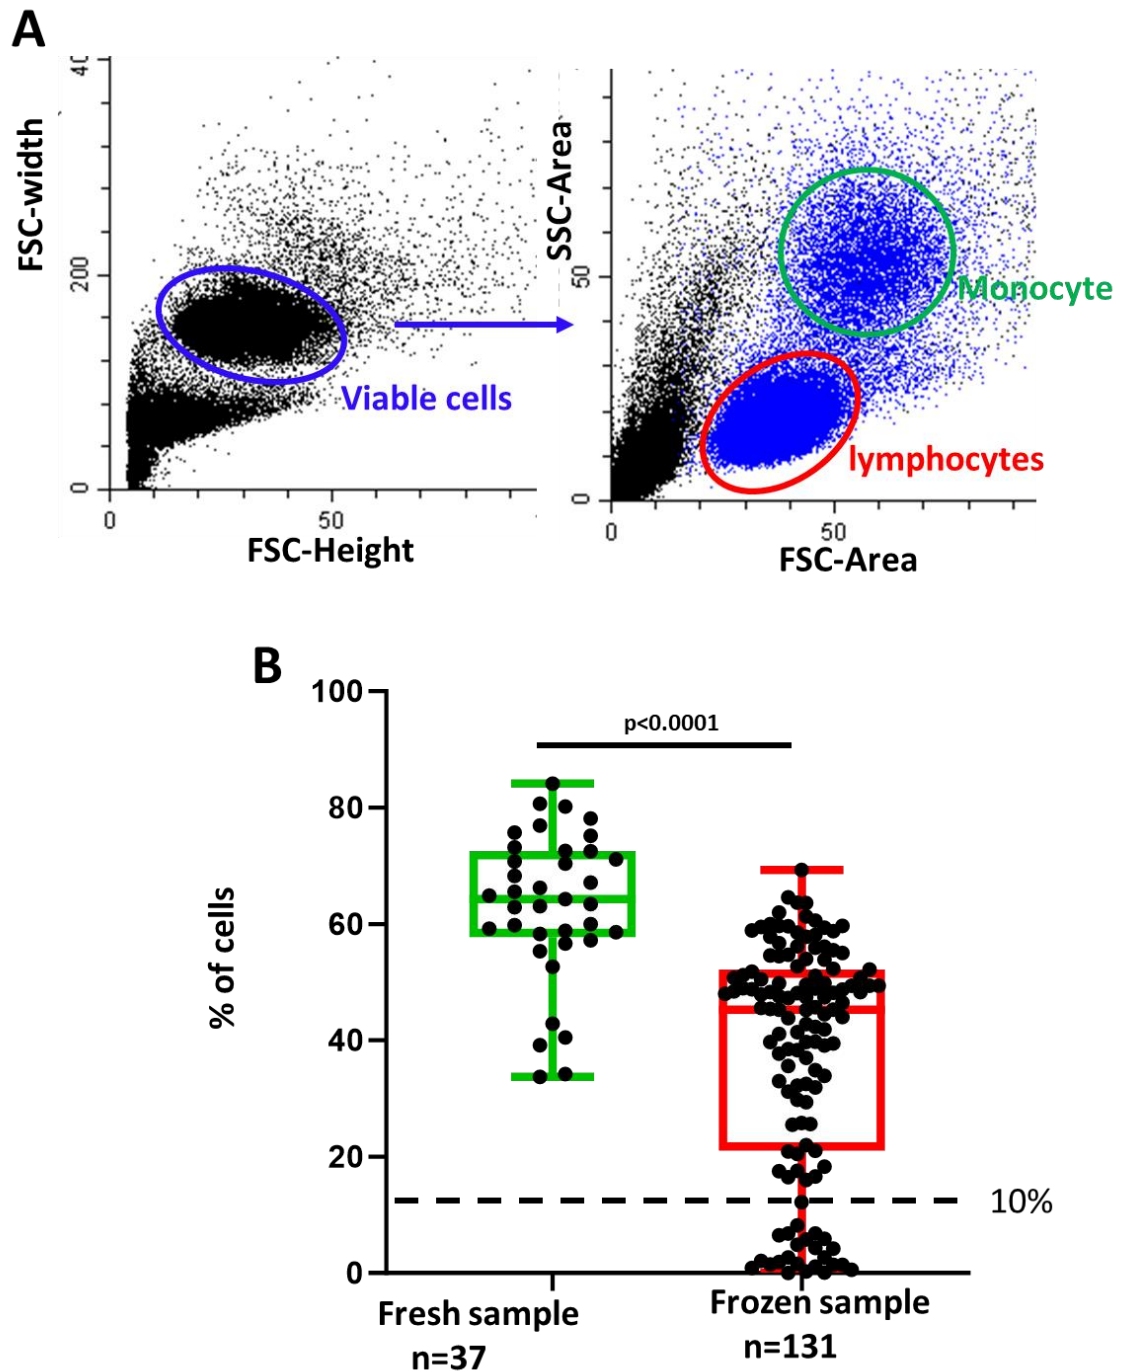 A
40
FSC-width
200
0
0
50
FSC-Height
Viable cells
SSC-Area
50
0
0
50
FSC-Area
Monocyte
lymphocytes
B
100
80
60
40
20
0
% of cells
p<0.0001
10%
Fresh sample
n=37
Frozen sample
n=131